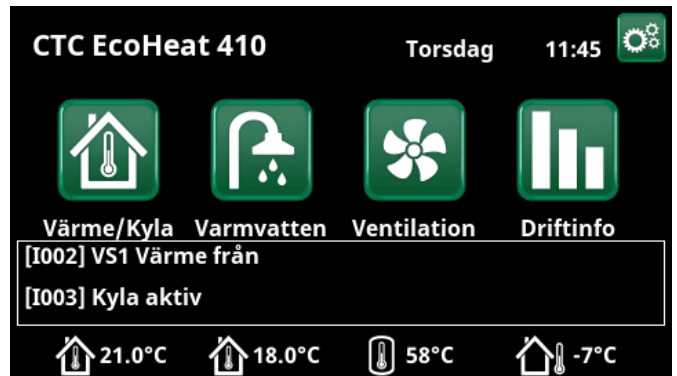 CTC EcoHeat 410 Torsdag 11:45
Värme/Kyla Varmvatten Ventilation Driftinfo
[I002] VS1 Värme från
[I003] Kyla aktiv
21.0°C 18.0°C 58°C -7°C